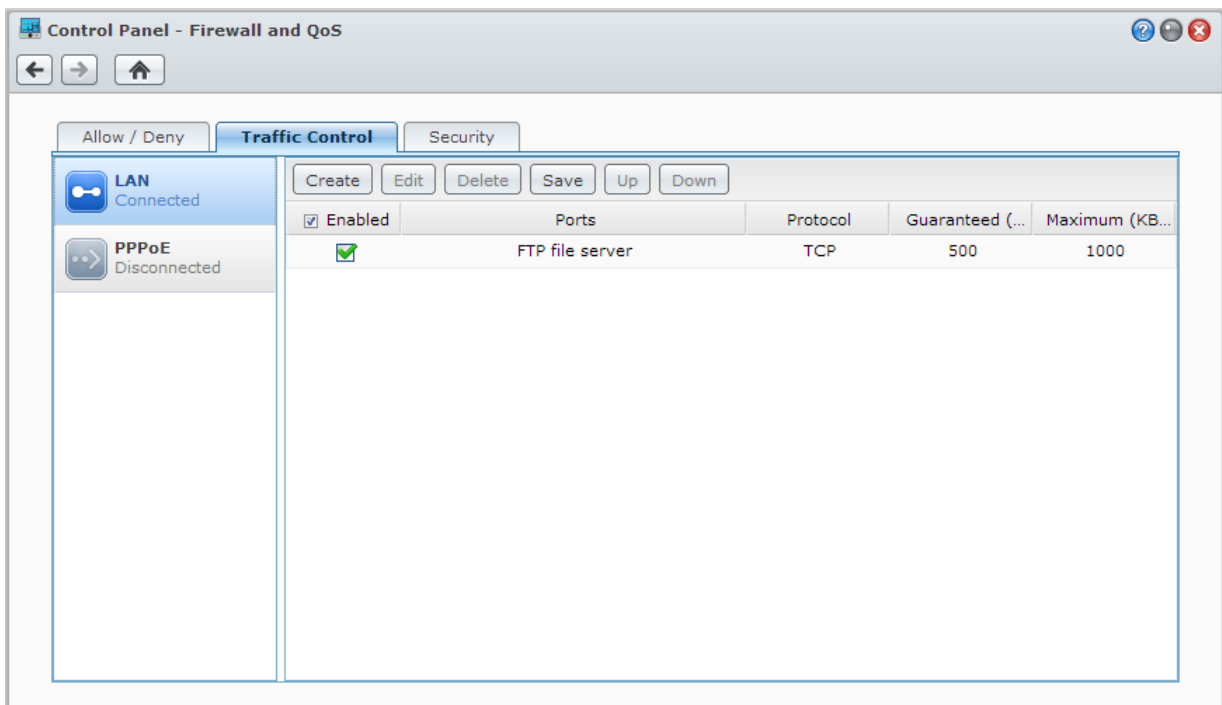 Control Panel - Firewall and QoS
Allow / Deny Traffic Control Security
LAN
Connected
PPPoE
Disconnected
Create Edit Delete Save Up Down
Enabled Ports Protocol Guaranteed (... Maximum (KB...
FTP file server TCP 500 1000